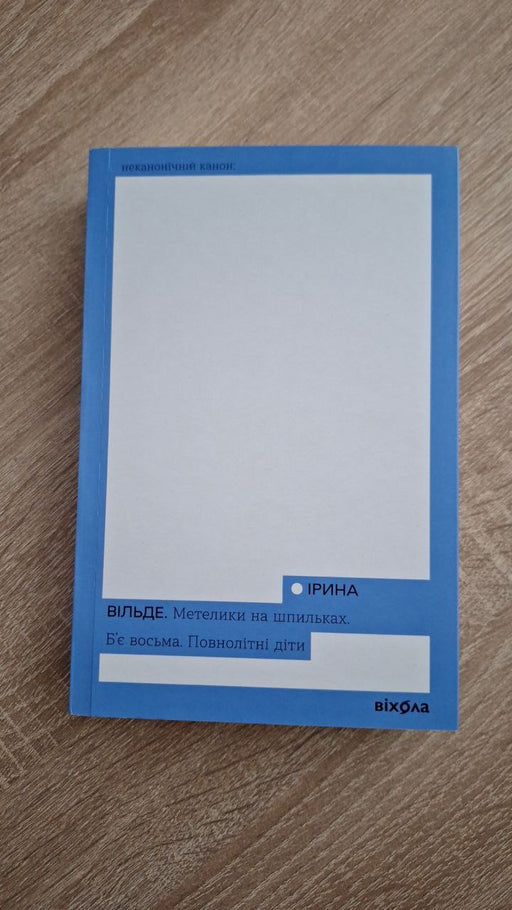 неканонічний канон:
ІРИНА
ВІЛЬДЕ. Метелики на шпильках.
Б'є восьма. Повнолітні діти
віхола